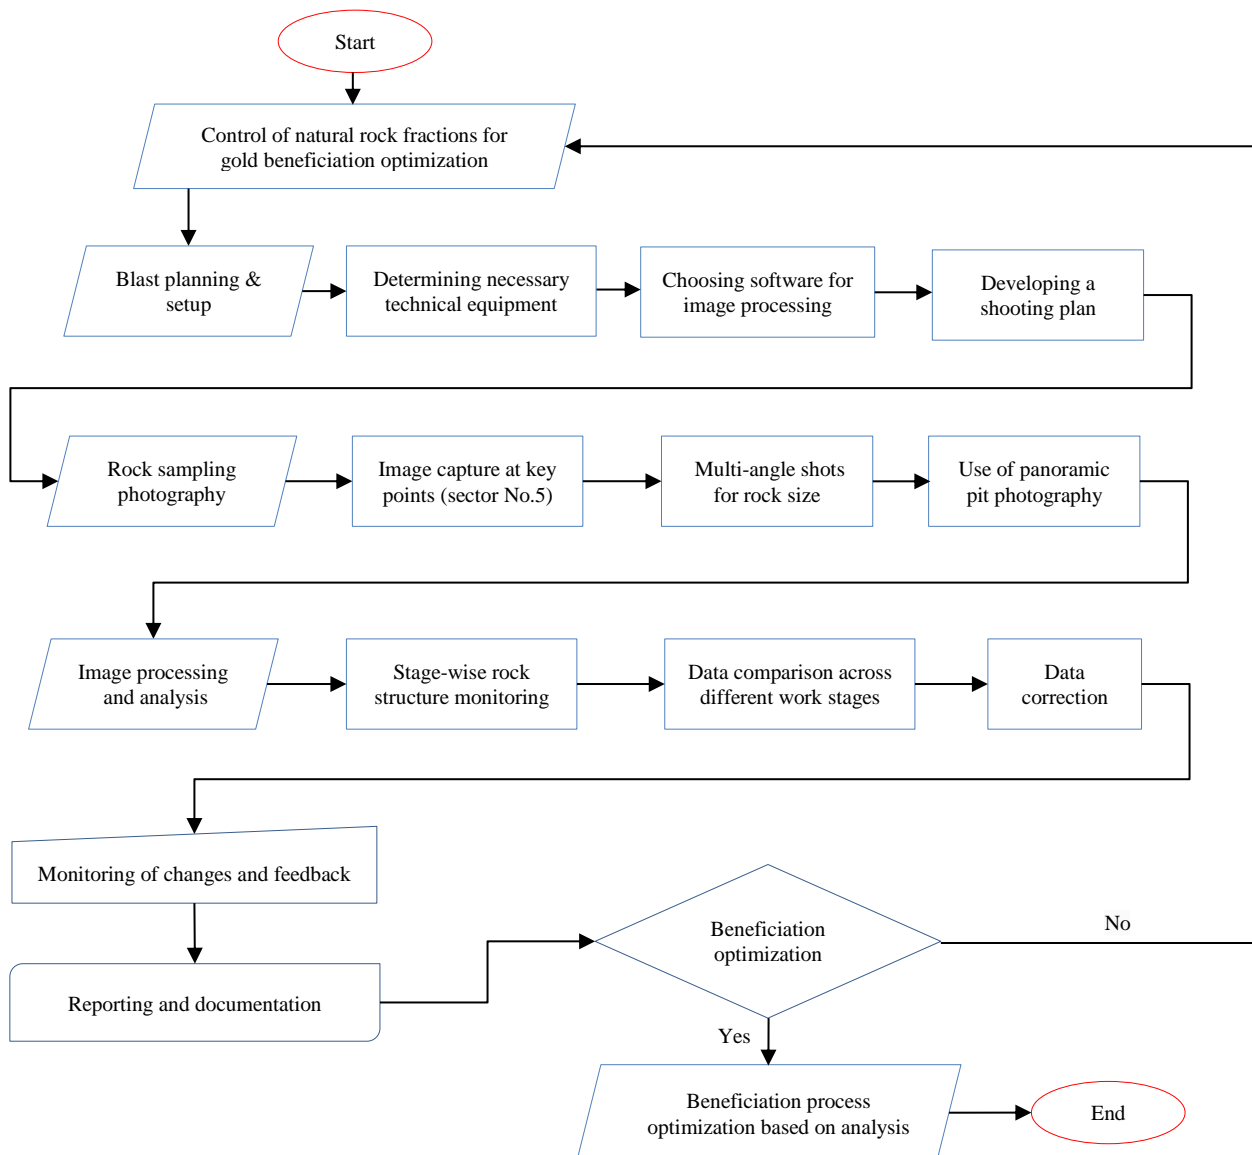 Start
Control of natural rock fractions for
gold beneficiation optimization
Blast planning &
setup
Determining necessary
technical equipment
Choosing software for
image processing
Developing a
shooting plan
Rock sampling
photography
Image capture at key
points (sector No.5)
Multi-angle shots
for rock size
Use of panoramic
pit photography
Image processing
and analysis
Stage-wise rock
structure monitoring
Data comparison across
different work stages
Data
correction
Monitoring of changes and feedback
Reporting and documentation
Beneficiation
optimization
No
Yes
Beneficiation process
optimization based on analysis
End